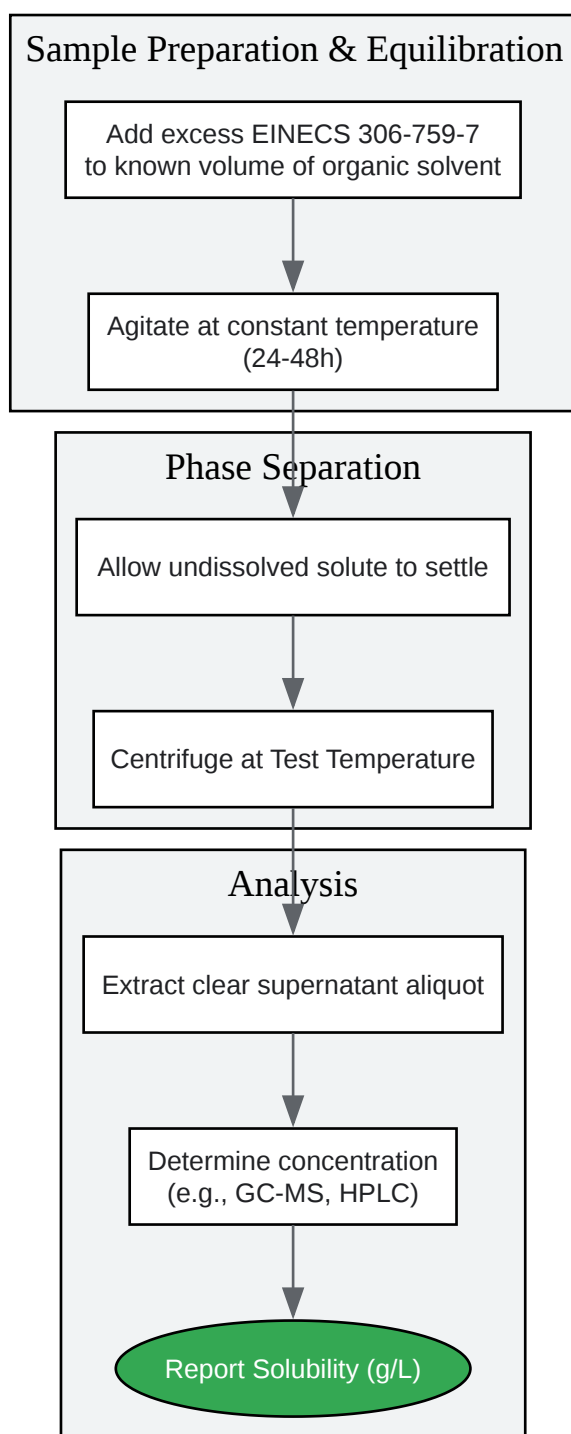 Sample Preparation & Equilibration
Add excess EINECS 306-759-7
to known volume of organic solvent
Agitate at constant temperature
(24-48h)
Phase Separation
Allow undissolved solute to settle
Centrifuge at Test Temperature
Analysis
Extract clear supernatant aliquot
Determine concentration
(e.g., GC-MS, HPLC)
Report Solubility (g/L)